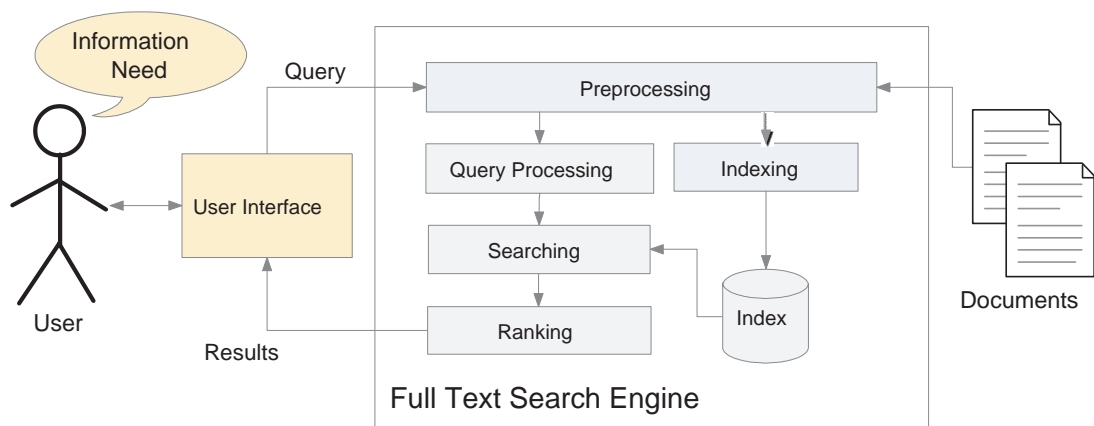 Information
Need
Query
Preprocessing
Query Processing
Indexing
User Interface
Searching
Documents
User
Index
Ranking
Results
Full Text Search Engine